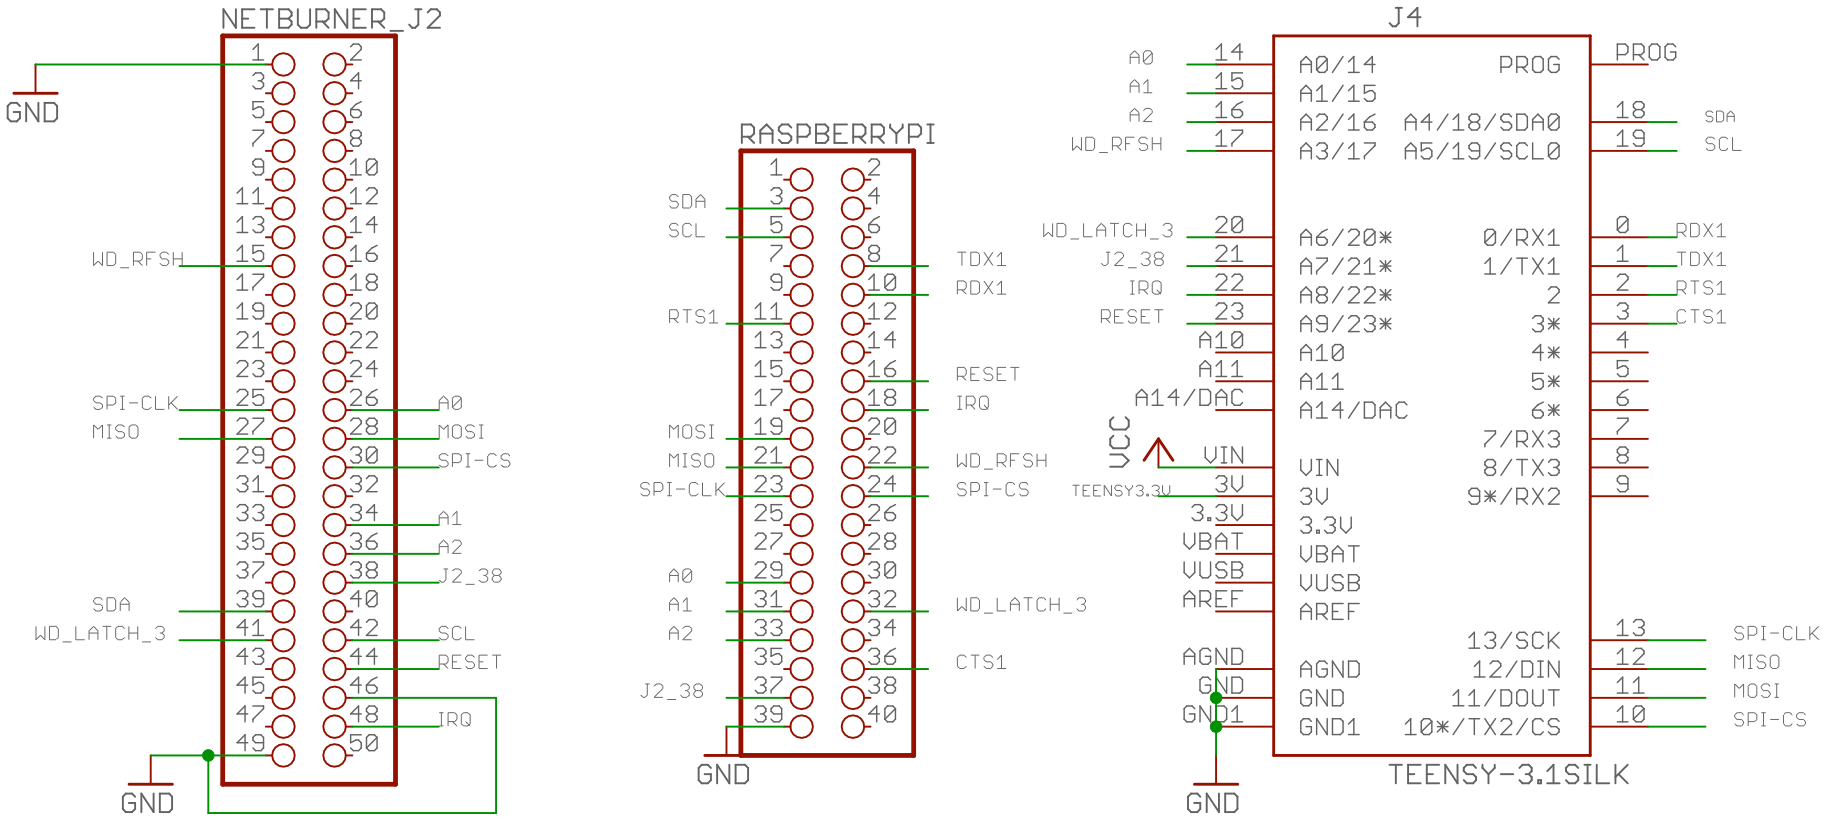 NETBURNER_J2
1 2
GND
3 4
5 6
7 8
9 10
11 12
13 14
WD_RFSH 15 16
17 18
19 20
21 22
23 24
SPI-CLK 25 26 A0
MISO 27 28 MOSI
29 30 SPI-CS
31 32
33 34 A1
35 36 A2
37 38 J2_38
SDA 39 40
WD_LATCH_3 41 42 SCL
43 44 RESET
45 46
47 48 IRQ
49 50
GND
RASPBERRYPI
1 2
SDA 3 4
SCL 5 6
7 8 TDX1
9 10 RDX1
RTS1 11 12
13 14
15 16 RESET
17 18 IRQ
MOSI 19 20
MISO 21 22 WD_RFSH
SPI-CLK 23 24 SPI-CS
25 26
27 28
A0 29 30
A1 31 32 WD_LATCH_3
A2 33 34
35 36 CTS1
J2_38 37 38
39 40
GND
J4
A0 14 A0/14 PROG PROG
A1 15 A1/15
A2 16 A2/16 A4/18/SDA0 18 SDA
WD_RFSH 17 A3/17 A5/19/SCL0 19 SCL
WD_LATCH_3 20 A6/20* 0/RX1 0 RDX1
J2_38 21 A7/21* 1/TX1 1 TDX1
IRQ 22 A8/22* 2 2 RTS1
RESET 23 A9/23* 3* 3 CTS1
A10 A10 4* 4
A11 A11 5* 5
A14/DAC A14/DAC 6* 6
7/RX3 7
VCC VIN VIN 8/TX3 8
TEENSY3.3V 3V 3V 9*/RX2 9
3.3V 3.3V
VBAT VBAT
VUSB VUSB
AREF AREF
13/SCK 13 SPI-CLK
AGND AGND 12/DIN 12 MISO
GND GND 11/DOUT 11 MOSI
GND1 GND1 10*/TX2/CS 10 SPI-CS
TEENSY-3.1SILK
GND